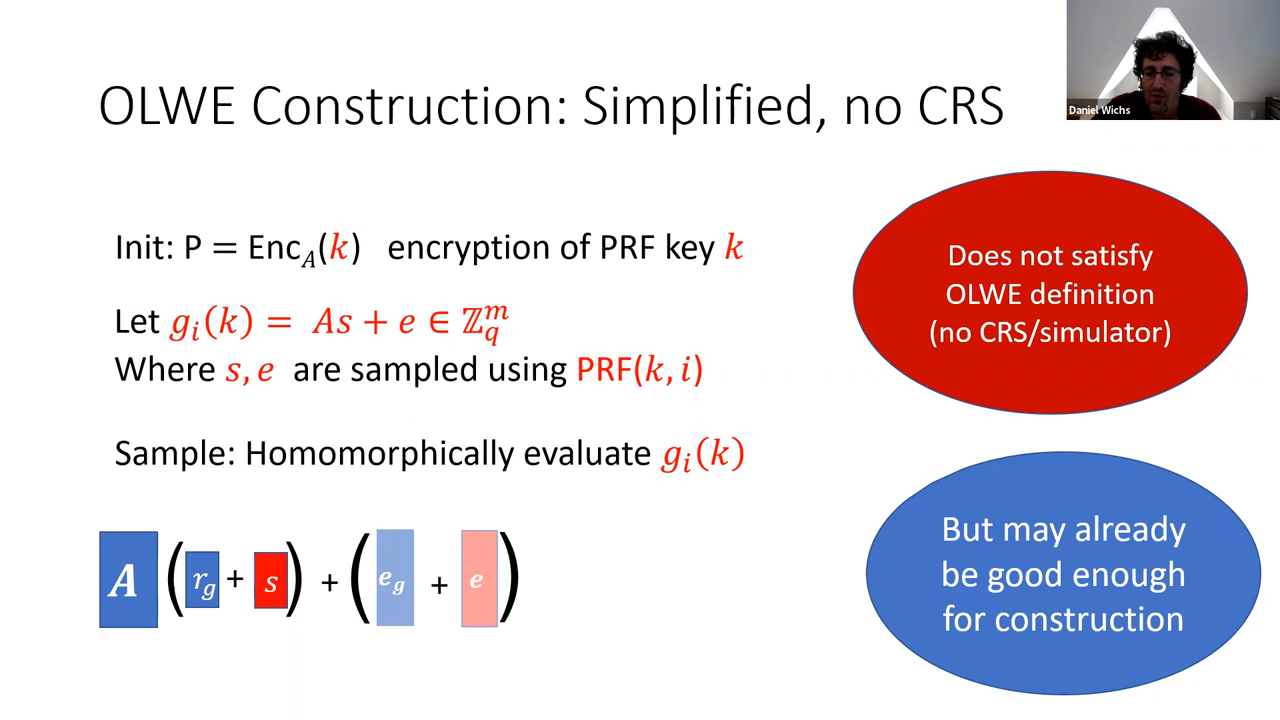 Daniel Wichs
OLWE Construction: Simplified, no CRS
Init: P = Enc_A(k) encryption of PRF key k
Let g_i(k) = As + e ∈ ℤ_q^m
Where s, e are sampled using PRF(k, i)
Sample: Homomorphically evaluate g_i(k)
A (r_g + s) + (e_g + e)
Does not satisfy
OLWE definition
(no CRS/simulator)
But may already
be good enough
for construction